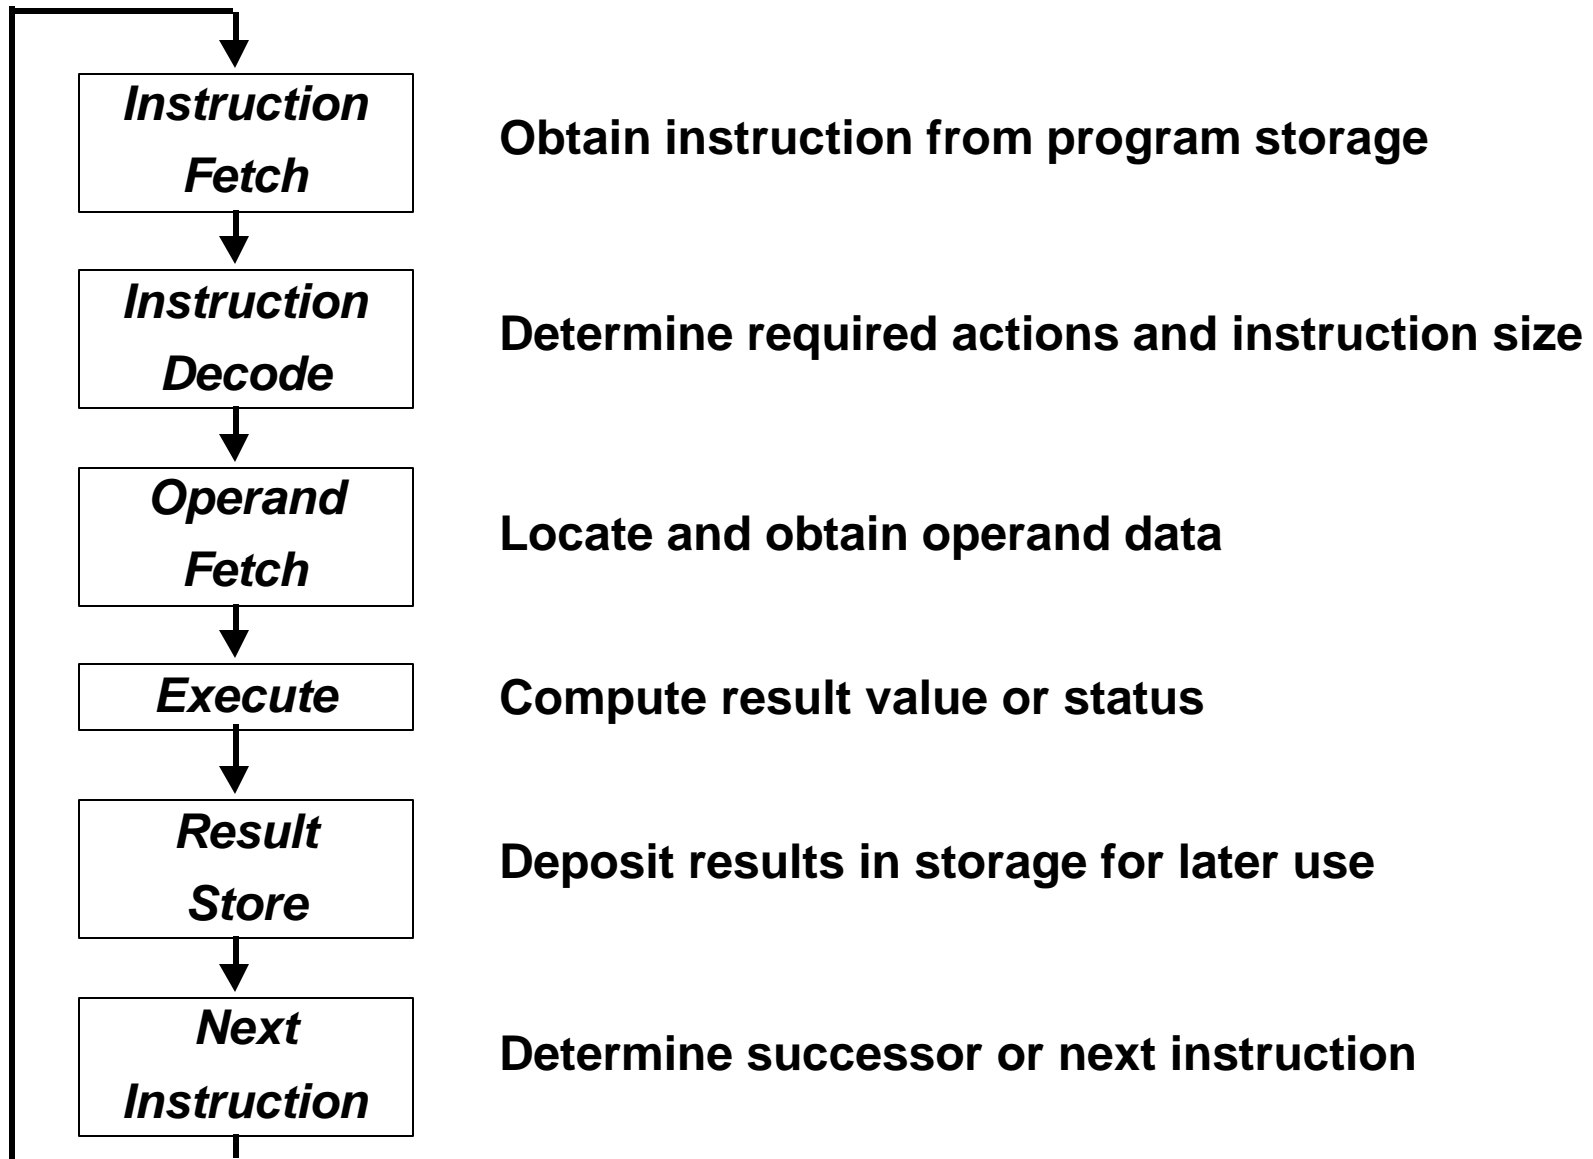 Instruction
Fetch
Obtain instruction from program storage
Instruction
Decode
Determine required actions and instruction size
Operand
Fetch
Locate and obtain operand data
Execute
Compute result value or status
Result
Store
Deposit results in storage for later use
Next
Instruction
Determine successor or next instruction